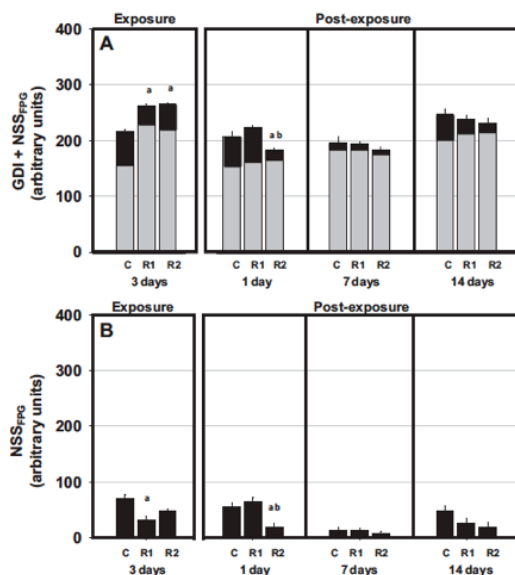 Exposure Post-exposure
A
GDI + NSSFPG
(arbitrary units)
400
300
200
100
0
a a
a b
C R1 R2 C R1 R2 C R1 R2 C R1 R2
3 days 1 day 7 days 14 days
Exposure Post-exposure
B
NSSFPG
(arbitrary units)
400
300
200
100
0
a
a b
C R1 R2 C R1 R2 C R1 R2 C R1 R2
3 days 1 day 7 days 14 days